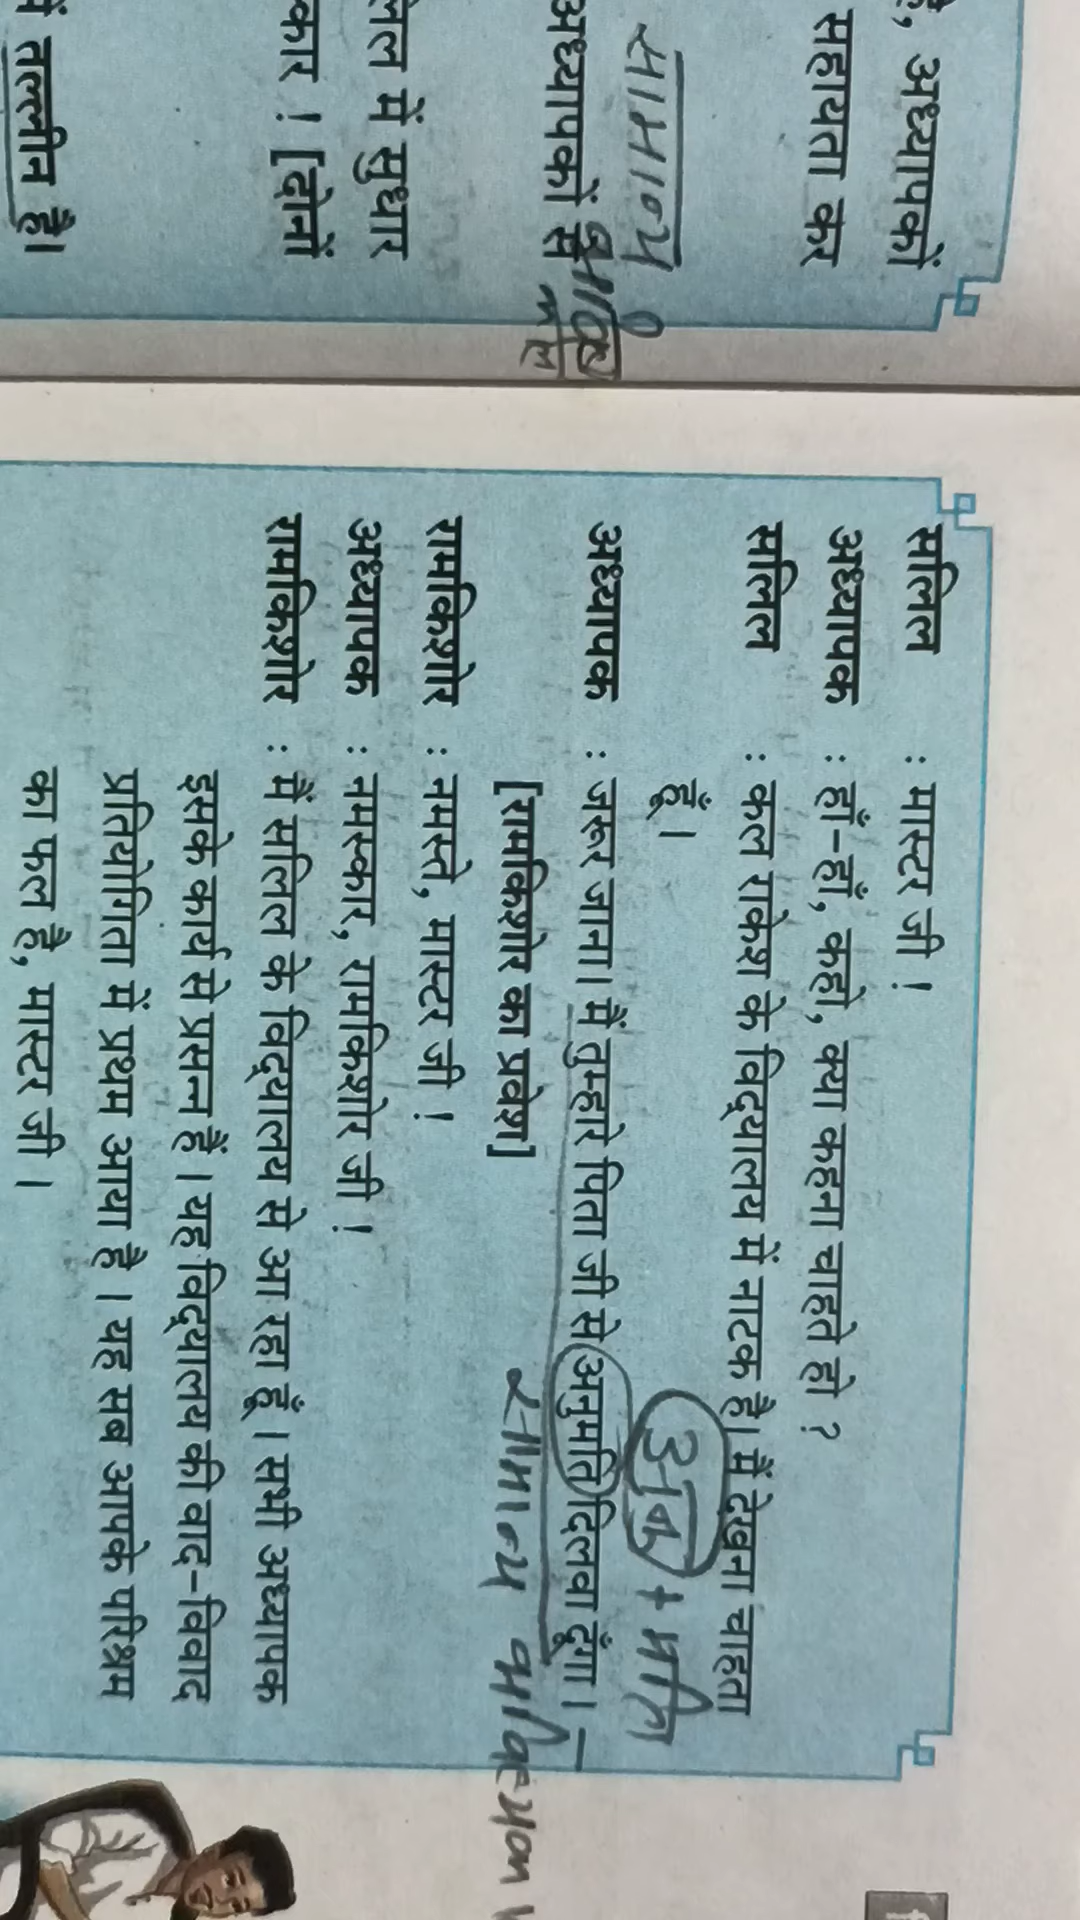 है, अध्यापकों
सहायता कर
सामान्य
अध्यापकों से
भविष्य
काल
ल में सुधार
कार ! [दोनों
में तल्लीन है।
सलिल : मास्टर जी !
अध्यापक : हाँ-हाँ, कहो, क्या कहना चाहते हो ?
सलिल : कल राकेश के विद्यालय में नाटक है। मैं देखना चाहता
हूँ।
+ मति
अध्यापक : जरूर जाना। मैं तुम्हारे पिता जी से अनुमति दिलवा दूंगा।
[रामकिशोर का प्रवेश]
सामान्य
रामकिशोर : नमस्ते, मास्टर जी !
अध्यापक : नमस्कार, रामकिशोर जी !
रामकिशोर : मैं सलिल के विद्यालय से आ रहा हूँ। सभी अध्यापक
इसके कार्य से प्रसन्न हैं। यह विद्यालय की वाद-विवाद
प्रतियोगिता में प्रथम आया है। यह सब आपके परिश्रम
का फल है, मास्टर जी।